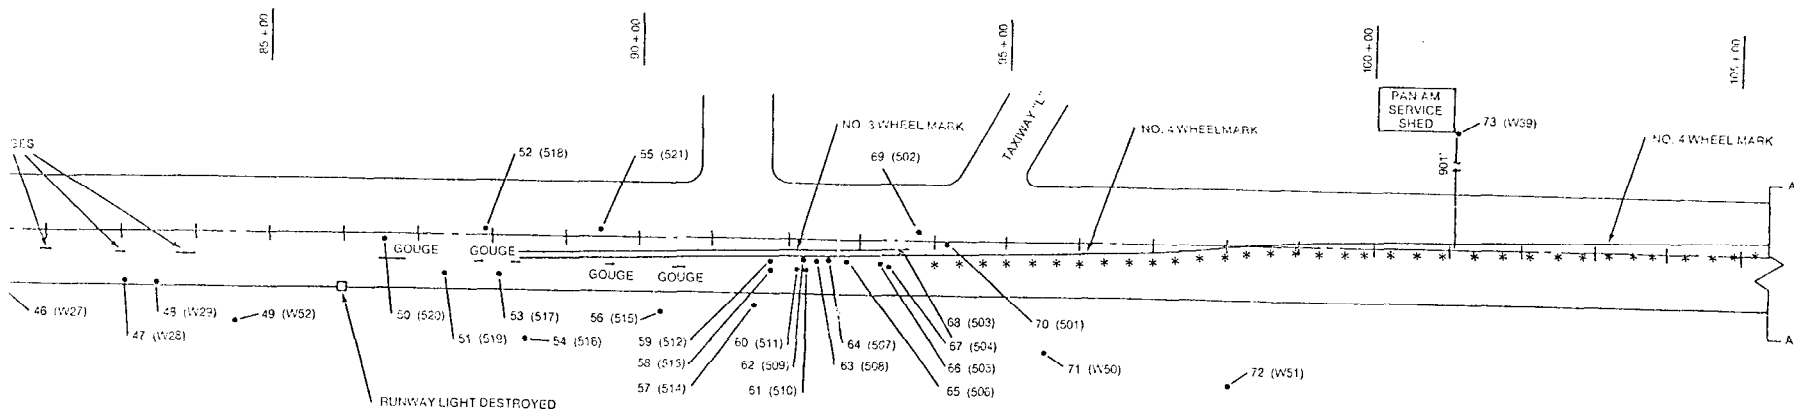 85 + 00
90 + 00
95 + 00
100 + 00
105 + 00
TAXIWAY "L"
PAN AM
SERVICE
SHED
73 (W39)
901'
NO. 3 WHEEL MARK
NO. 4 WHEELMARK
NO. 4 WHEEL MARK
52 (518)
55 (521)
69 (502)
A
GOUGE
GOUGE
GOUGE
GOUGE
46 (W27)
47 (W28)
48 (W29)
49 (W52)
50 (520)
51 (519)
53 (517)
54 (516)
56 (515)
59 (512)
58 (513)
57 (514)
60 (511)
62 (509)
61 (510)
64 (507)
63 (508)
68 (503)
67 (504)
66 (505)
65 (506)
70 (501)
71 (W50)
72 (W51)
A
RUNWAY LIGHT DESTROYED